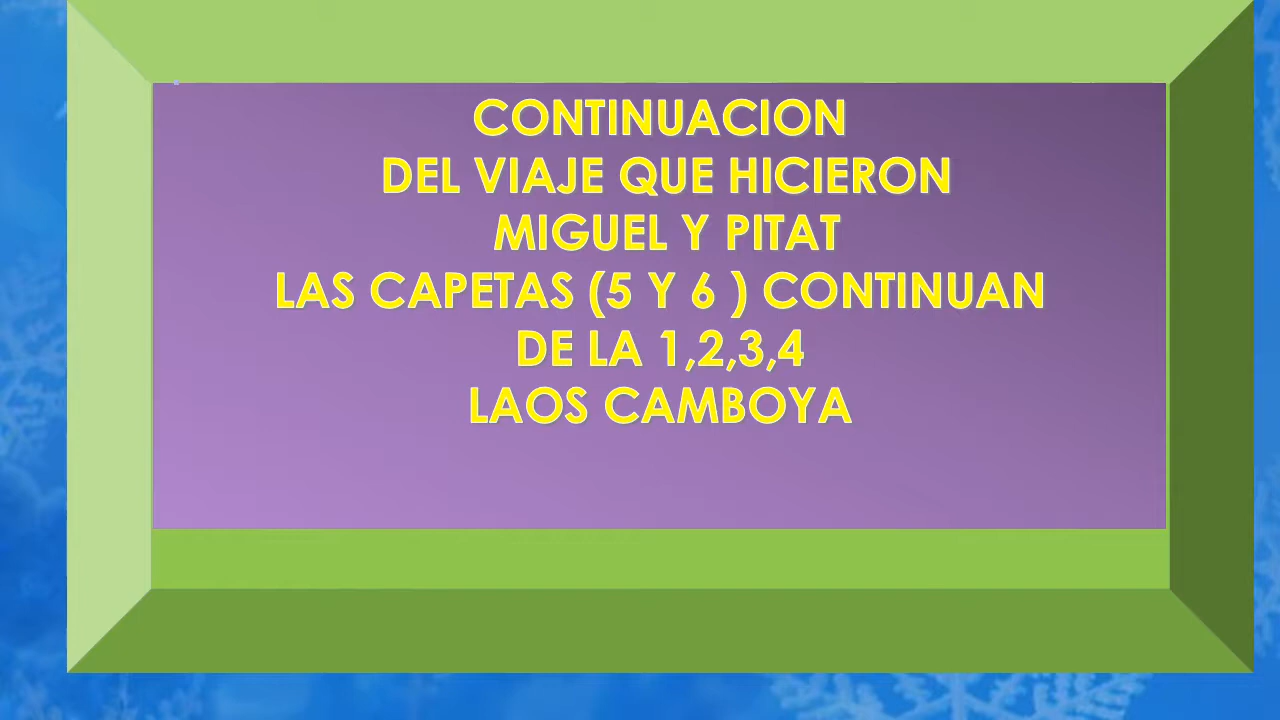 CONTINUACION
DEL VIAJE QUE HICIERON
MIGUEL Y PITAT
LAS CAPETAS (5 Y 6 ) CONTINUAN
DE LA 1,2,3,4
LAOS CAMBOYA